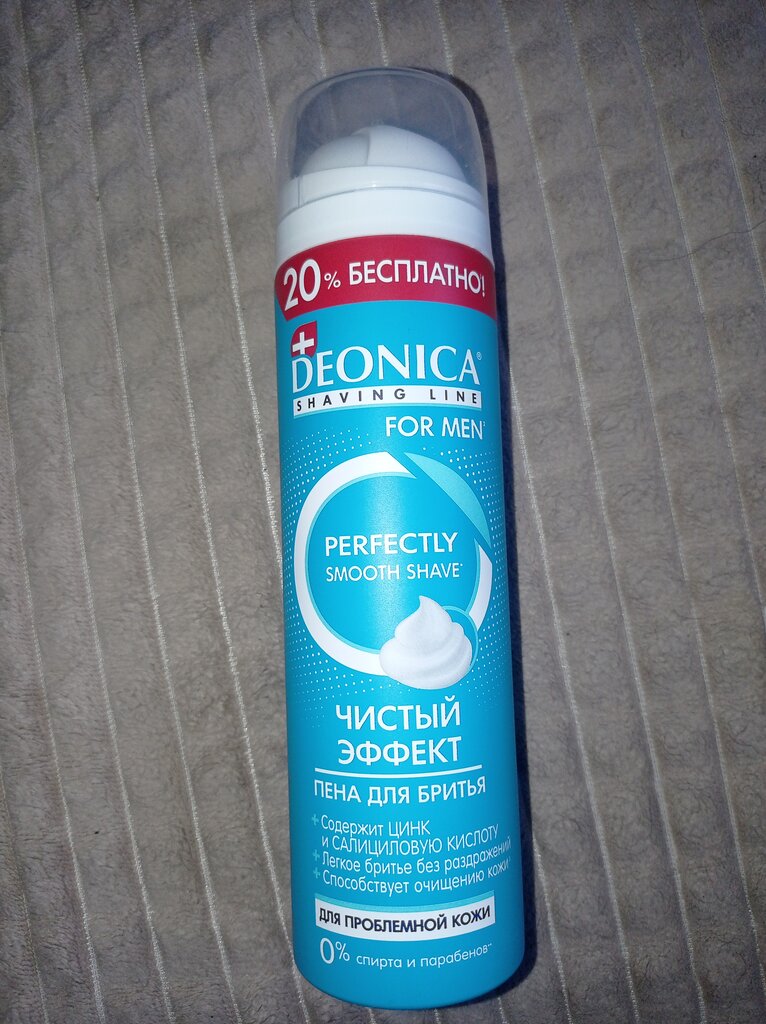 20% БЕСПЛАТНО!
DEONICA®
SHAVING LINE
FOR MEN
PERFECTLY
SMOOTH SHAVE*
ЧИСТЫЙ
ЭФФЕКТ
ПЕНА ДЛЯ БРИТЬЯ
+ Содержит ЦИНК
и САЛИЦИЛОВУЮ КИСЛОТУ
+ Легкое бритье без раздражений
+ Способствует очищению кожи
ДЛЯ ПРОБЛЕМНОЙ КОЖИ
0% спирта и парабенов**